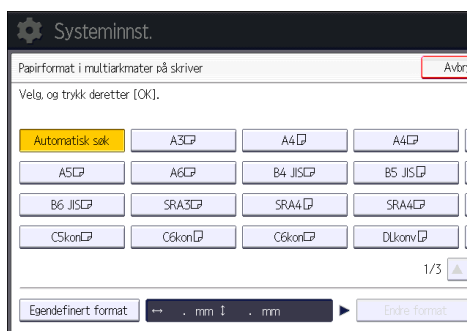 Systeminnst.
Papirformat i multiarkmater på skriver
Avbry
Velg, og trykk deretter [OK].
Automatisk søk A3 A4 A4
A5 A6 B4 JIS B5 JIS
B6 JIS SRA3 SRA4 SRA4
C5kon C6kon C6kon DLkonv
1/3
Egendefinert format ↔ . mm ↕ . mm Endre format